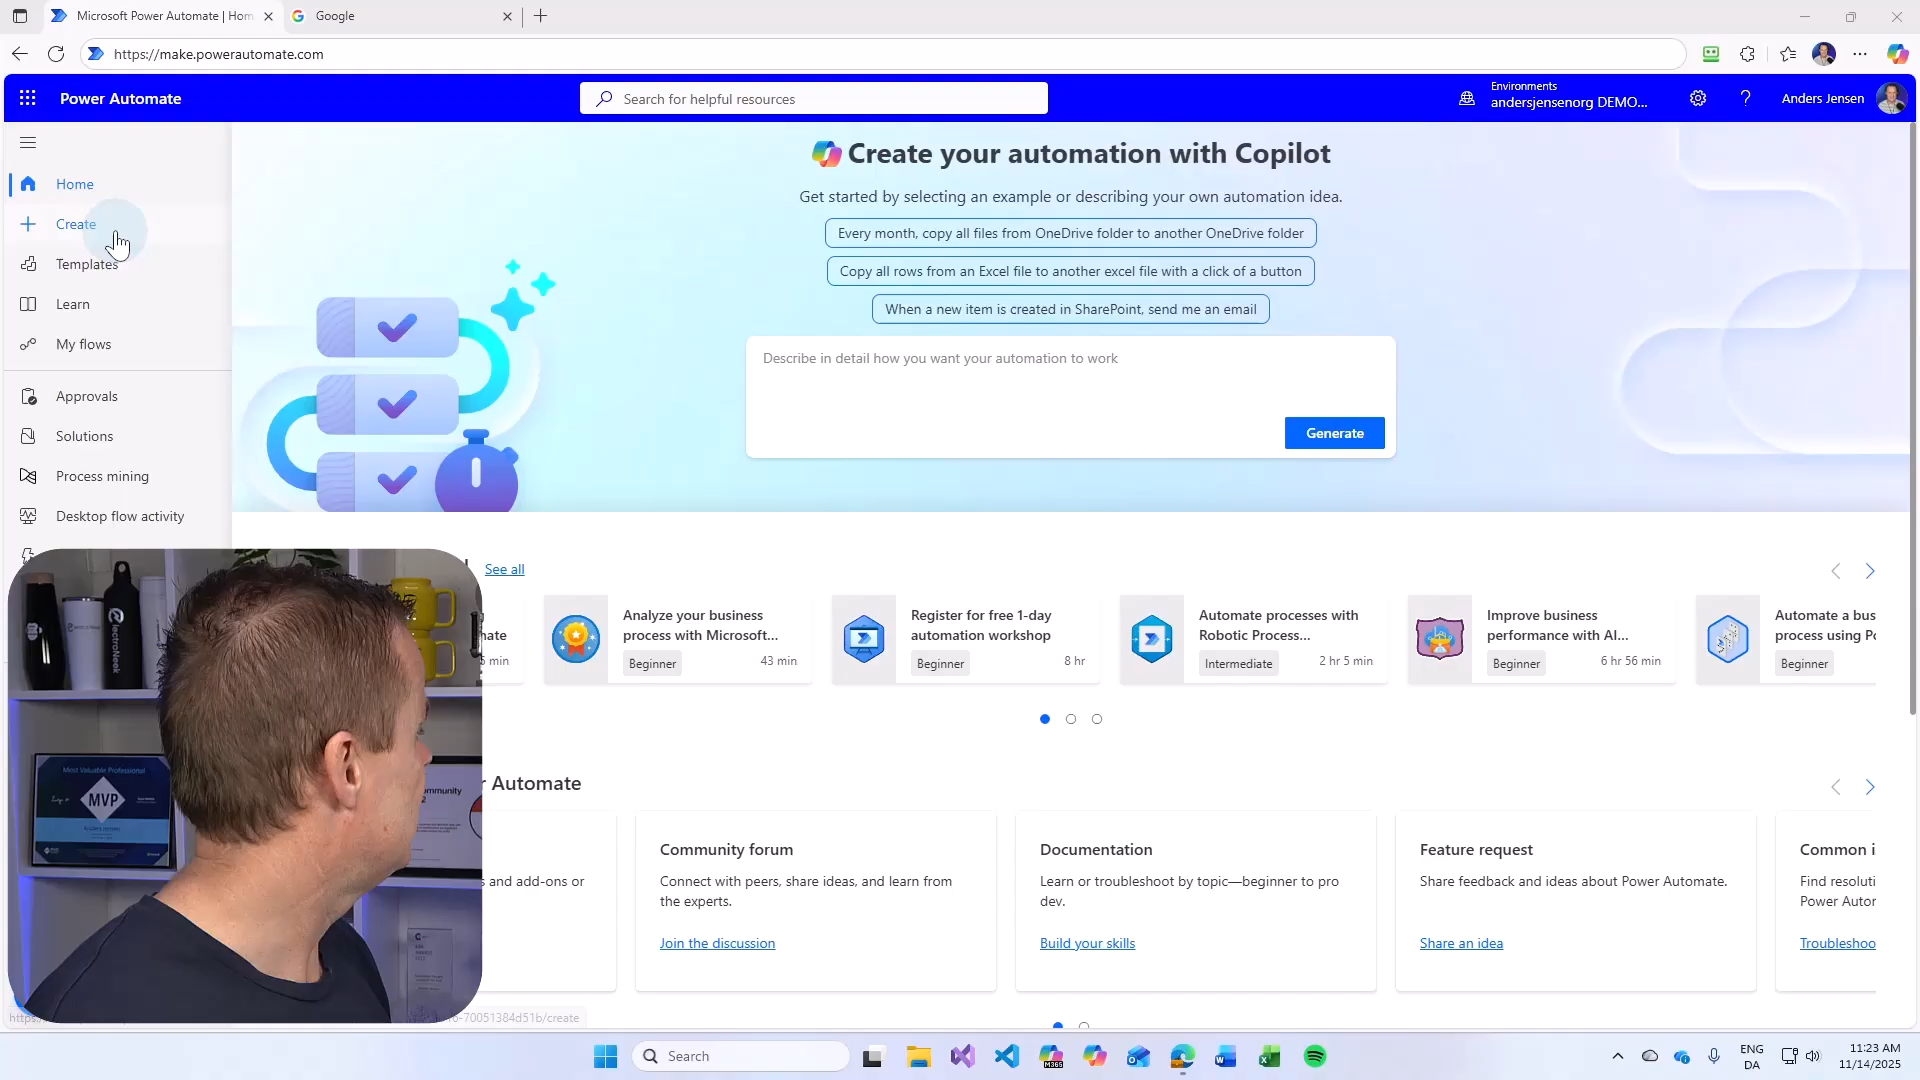 Microsoft Power Automate | Hom
Google
https://make.powerautomate.com
Power Automate
Search for helpful resources
Environments
andersjensenorg DEMO...
Anders Jensen
Home
Create
Templates
Learn
My flows
Approvals
Solutions
Process mining
Desktop flow activity
Create your automation with Copilot
Get started by selecting an example or describing your own automation idea.
Every month, copy all files from OneDrive folder to another OneDrive folder
Copy all rows from an Excel file to another excel file with a click of a button
When a new item is created in SharePoint, send me an email
Describe in detail how you want your automation to work
Generate
See all
5 min
Analyze your business
process with Microsoft...
Beginner
43 min
Register for free 1-day
automation workshop
Beginner
8 hr
Automate processes with
Robotic Process...
Intermediate
2 hr 5 min
Improve business
performance with AI...
Beginner
6 hr 56 min
Automate a bus
process using Po
Beginner
Automate
s and add-ons or
Community forum
Connect with peers, share ideas, and learn from
the experts.
Join the discussion
Documentation
Learn or troubleshoot by topic—beginner to pro
dev.
Build your skills
Feature request
Share feedback and ideas about Power Automate.
Share an idea
Common i
Find resoluti
Power Autor
Troubleshoo
electroNeek
Most Valuable Professional
MVP
-70051384d51b/create
Search
M365
ENG
DA
11:23 AM
11/14/2025